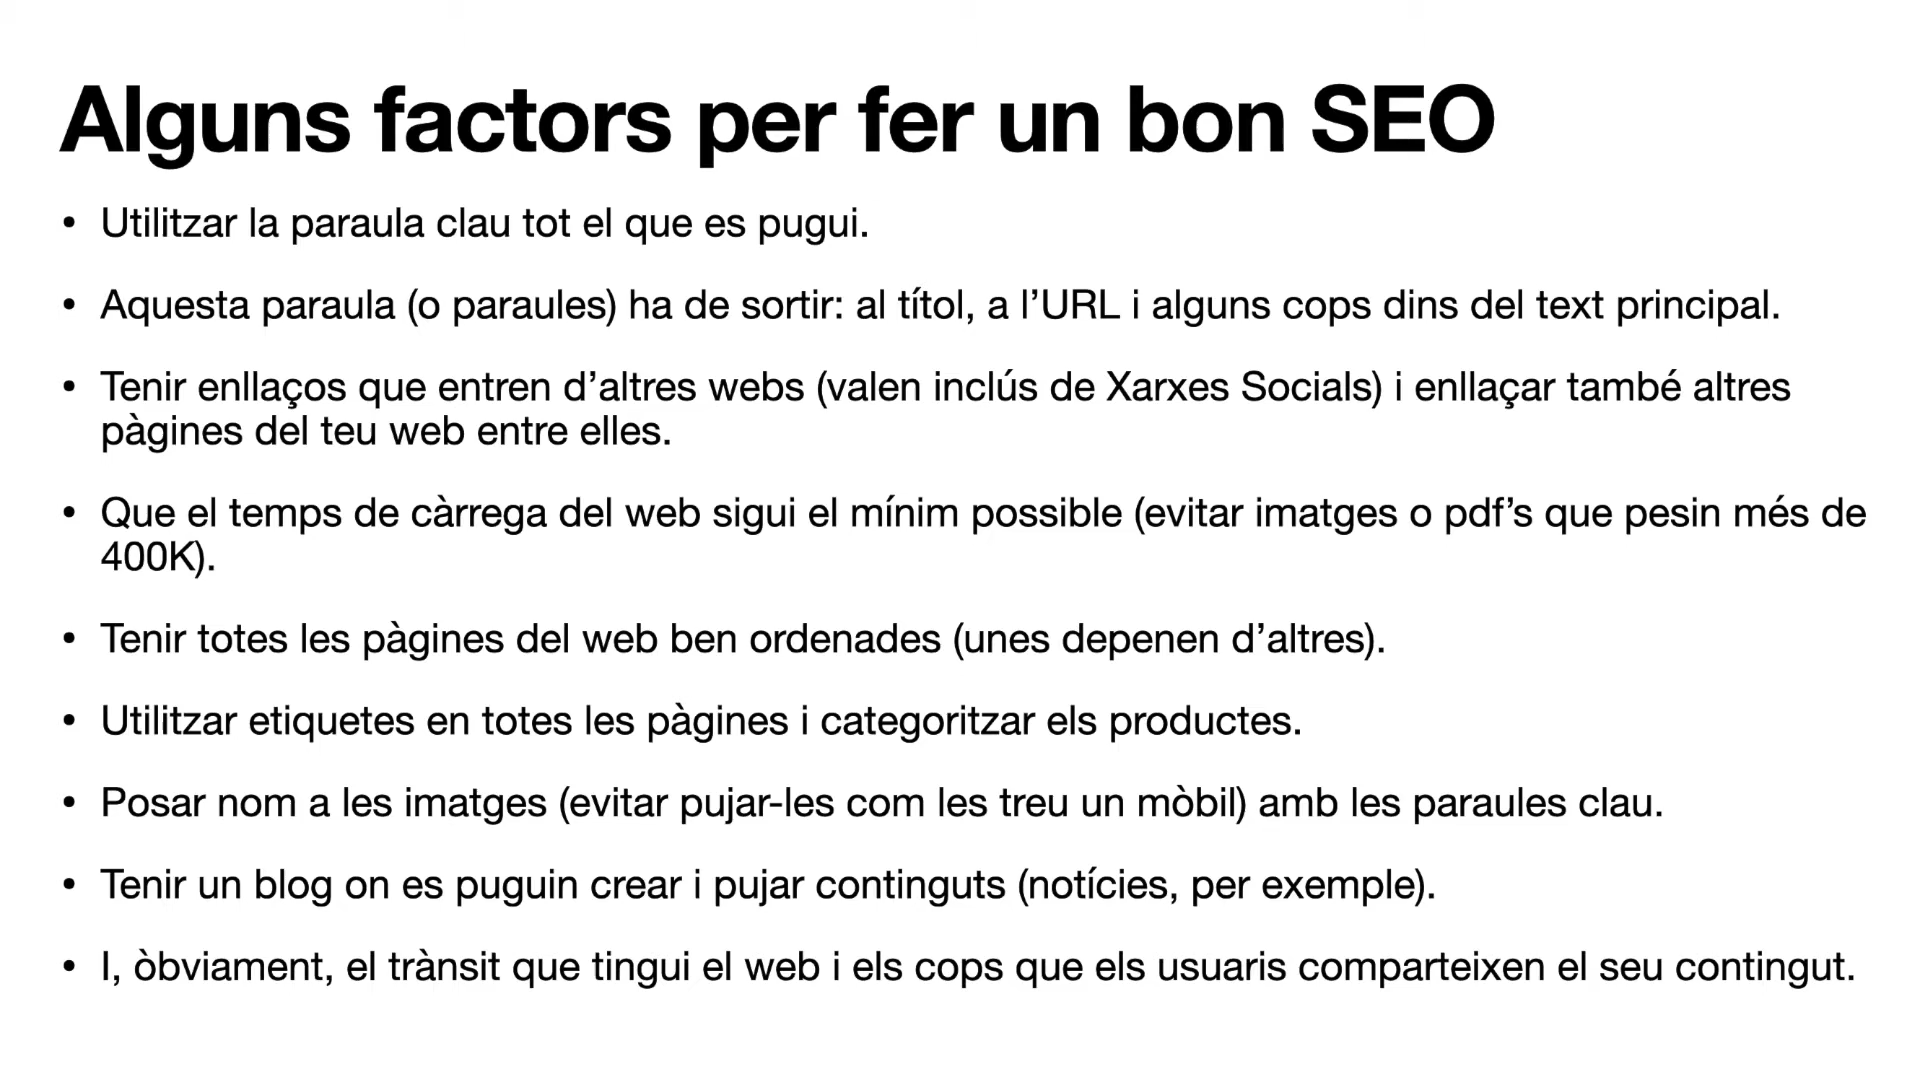 Alguns factors per fer un bon SEO
• Utilitzar la paraula clau tot el que es pugui.
• Aquesta paraula (o paraules) ha de sortir: al títol, a l’URL i alguns cops dins del text principal.
• Tenir enllaços que entren d’altres webs (valen inclús de Xarxes Socials) i enllaçar també altres
pàgines del teu web entre elles.
• Que el temps de càrrega del web sigui el mínim possible (evitar imatges o pdf’s que pesin més de
400K).
• Tenir totes les pàgines del web ben ordenades (unes depenen d’altres).
• Utilitzar etiquetes en totes les pàgines i categoritzar els productes.
• Posar nom a les imatges (evitar pujar-les com les treu un mòbil) amb les paraules clau.
• Tenir un blog on es puguin crear i pujar continguts (notícies, per exemple).
• I, òbviament, el trànsit que tingui el web i els cops que els usuaris comparteixen el seu contingut.